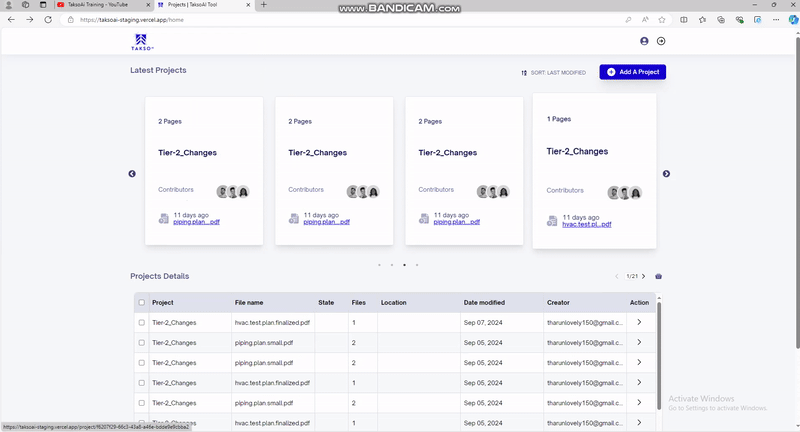 TaksoAi Training - YouTube
Projects | TaksoAI Tool
www.BANDICAM.com
https://taksoai-staging.vercel.app/home
TAKSO
Latest Projects
SORT: LAST MODIFIED
Add A Project
2 Pages
Tier-2_Changes
Contributors
11 days ago
piping.plan...pdf
2 Pages
Tier-2_Changes
Contributors
11 days ago
piping.plan...pdf
2 Pages
Tier-2_Changes
Contributors
11 days ago
piping.plan...pdf
1 Pages
Tier-2_Changes
Contributors
11 days ago
hvac.test.pl...pdf
Projects Details
1/21
Project File name State Files Location Date modified Creator Action
Tier-2_Changes hvac.test.plan.finalized.pdf 1 Sep 07, 2024 tharunlovely150@gmail.c...
Tier-2_Changes piping.plan.small.pdf 2 Sep 05, 2024 tharunlovely150@gmail.c...
Tier-2_Changes piping.plan.small.pdf 2 Sep 05, 2024 tharunlovely150@gmail.c...
Tier-2_Changes hvac.test.plan.finalized.pdf 1 Sep 05, 2024 tharunlovely150@gmail.c...
Tier-2_Changes piping.plan.small.pdf 2 Sep 05, 2024 tharunlovely150@gmail.c...
Tier-2_Changes hvac.test.plan.finalized.pdf 1 Sep 05, 2024 tharunlovely150@gmail.c...
Activate Windows
Go to Settings to activate Windows.